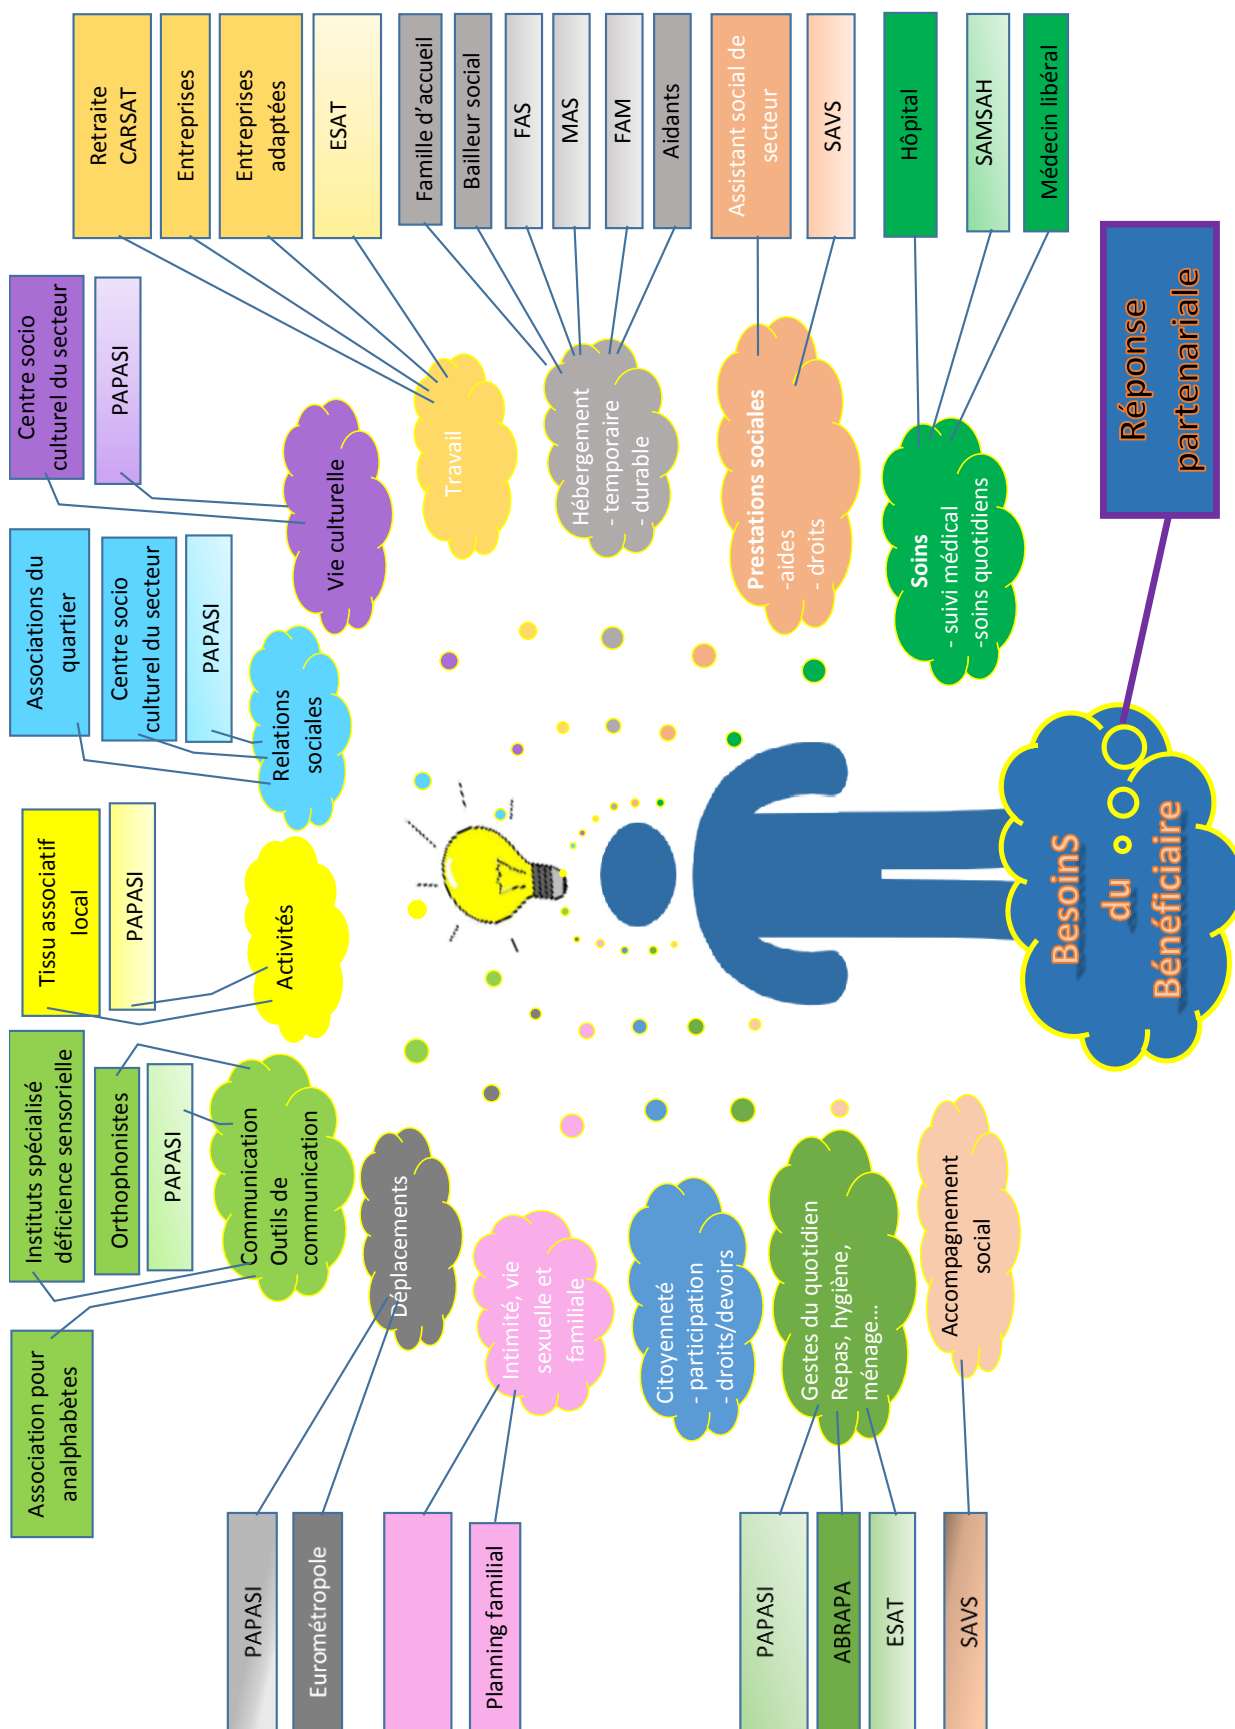 Association pour
analphabètes
Instituts spécialisé
déficience sensorielle
Orthophonistes
PAPASI
Communication
Outils de
communication
Tissu associatif
local
PAPASI
Activités
Associations du
quartier
Centre socio
culturel du secteur
PAPASI
Relations
sociales
Centre socio
culturel du secteur
PAPASI
Vie culturelle
Retraite
CARSAT
Entreprises
Entreprises
adaptées
ESAT
Travail
Famille d’accueil
Bailleur social
FAS
MAS
FAM
Aidants
Hébergement
- temporaire
- durable
Assistant social de
secteur
SAVS
Prestations sociales
-aides
- droits
Hôpital
SAMSAH
Médecin libéral
Soins
- suivi médical
-soins quotidiens
PAPASI
Eurométropole
Déplacements
Planning familial
Intimité, vie
sexuelle et
familiale
Citoyenneté
- participation
- droits/devoirs
PAPASI
ABRAPA
ESAT
Gestes du quotidien
Repas, hygiène,
ménage...
SAVS
Accompagnement
social
BesoinS
du
Bénéficiaire
Réponse
partenariale